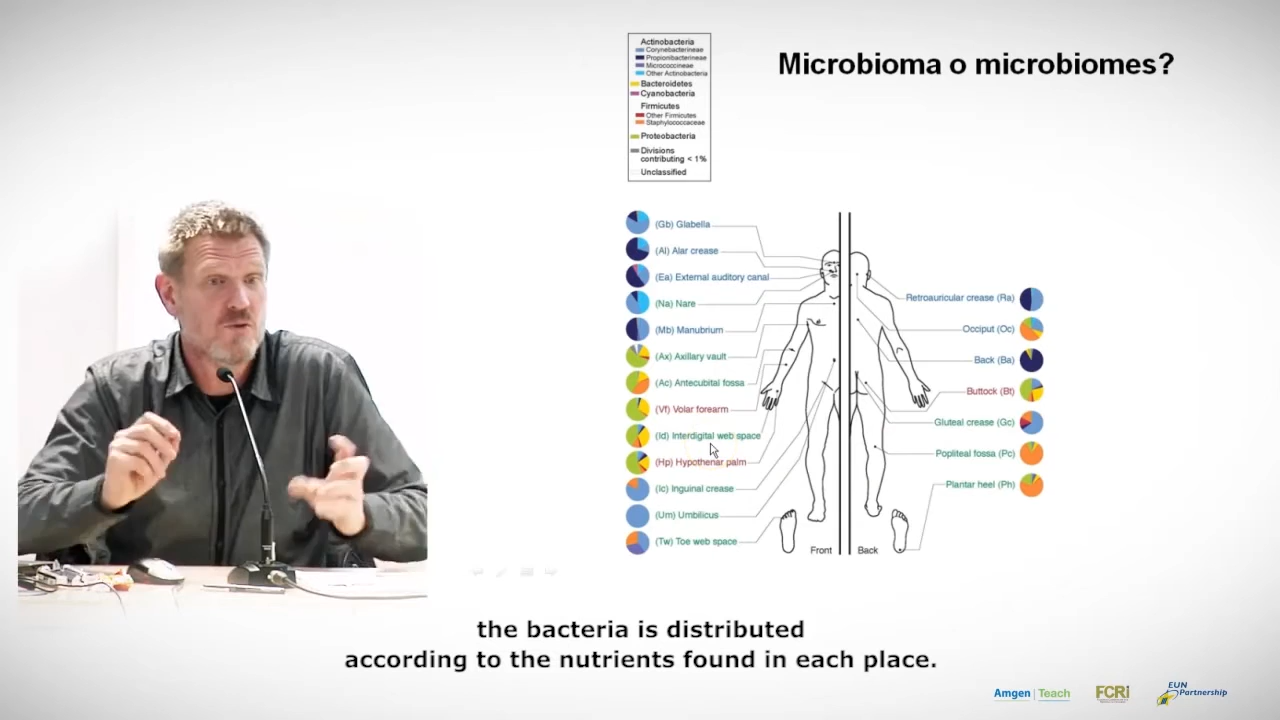 Microbioma o microbiomes?
Actinobacteria
Corynebacterineae
Propionibacterineae
Micrococcineae
Other Actinobacteria
Bacteroidetes
Cyanobacteria
Firmicutes
Other Firmicutes
Staphylococcaceae
Proteobacteria
Divisions
contributing < 1%
Unclassified
(Gb) Glabella
(Al) Alar crease
(Ea) External auditory canal
(Na) Nare
(Mb) Manubrium
(Ax) Axillary vault
(Ac) Antecubital fossa
(Vf) Volar forearm
(Id) Interdigital web space
(Hp) Hypothenar palm
(Ic) Inguinal crease
(Um) Umbilicus
(Tw) Toe web space
Retroauricular crease (Ra)
Occiput (Oc)
Back (Ba)
Buttock (Bt)
Gluteal crease (Gc)
Popliteal fossa (Pc)
Plantar heel (Ph)
Front
Back
the bacteria is distributed
according to the nutrients found in each place.
Amgen Teach
FCRi
EUN
Partnership